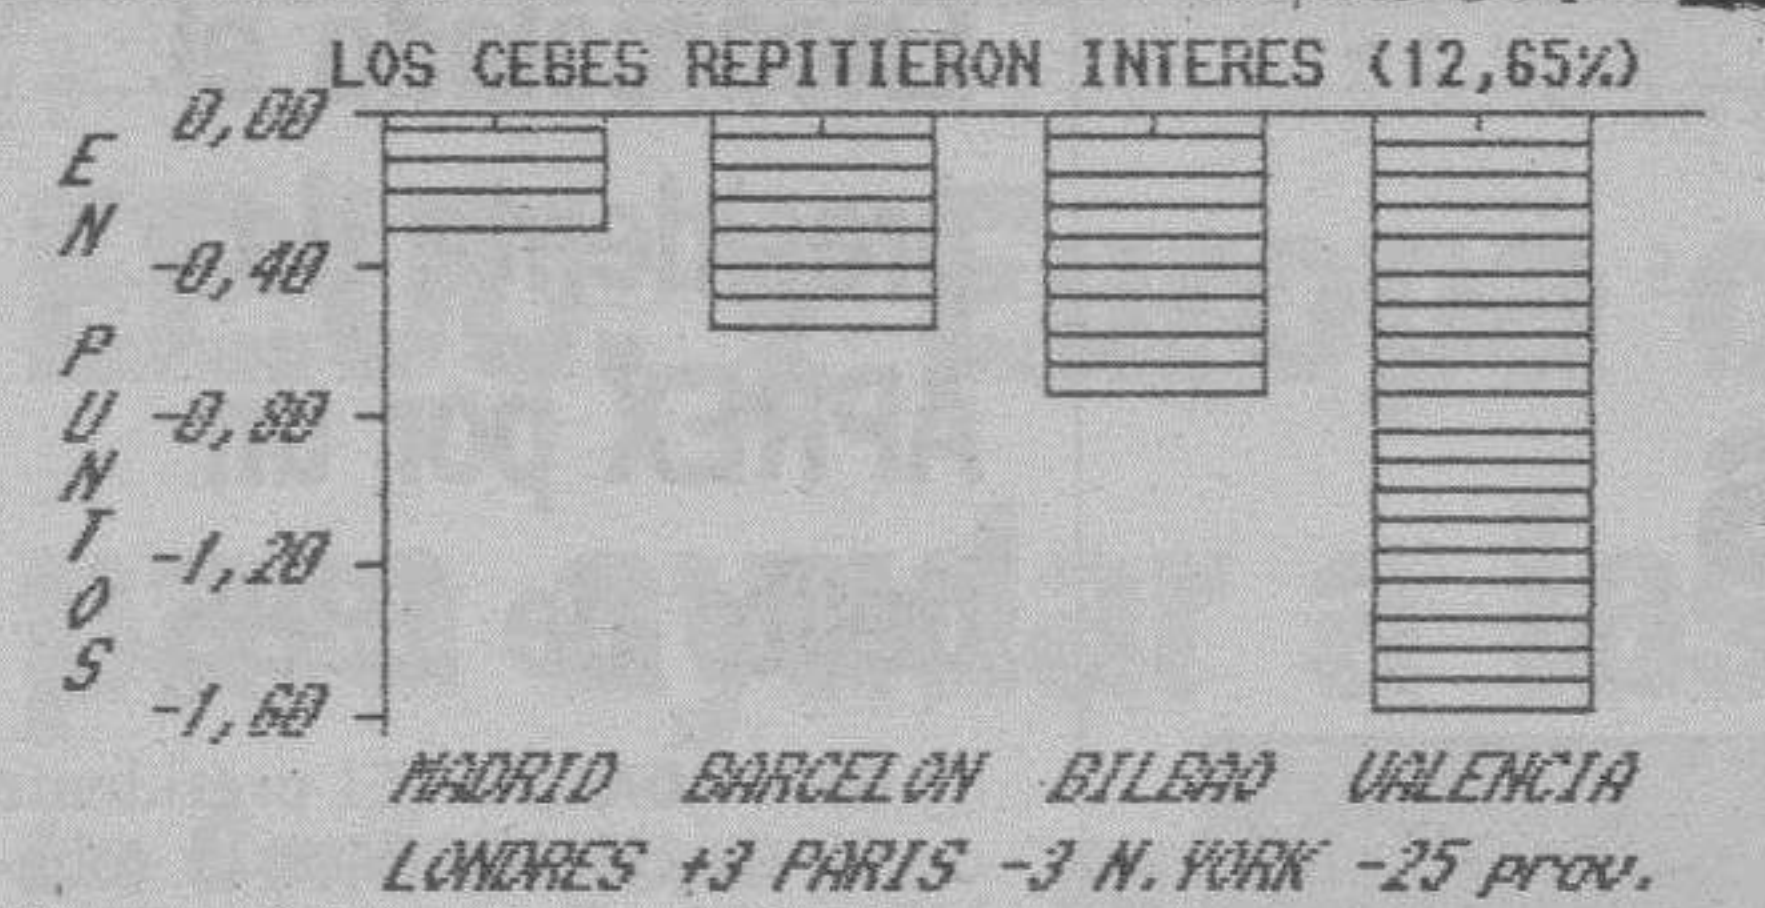 LOS CEBES REPITIERON INTERES (12,65%)
EN PUNTOS
0,00
-0,40
-0,80
-1,20
-1,60
MADRID BARCELON BILBAO VALENCIA
LONDRES +3 PARIS -3 N.YORK -25 prov.